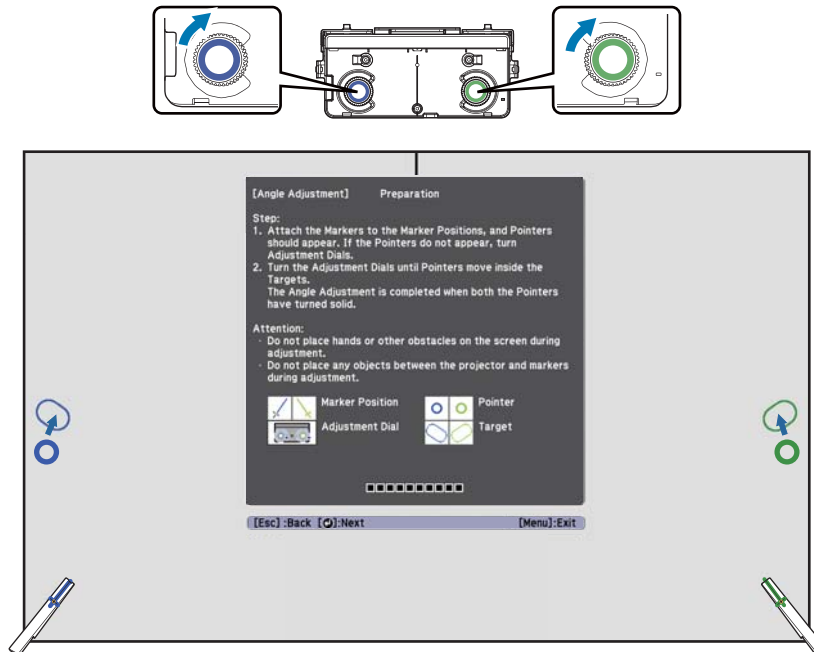 [Angle Adjustment] Preparation
Step:
1. Attach the Markers to the Marker Positions, and Pointers
should appear. If the Pointers do not appear, turn
Adjustment Dials.
2. Turn the Adjustment Dials until Pointers move inside the
Targets.
The Angle Adjustment is completed when both the Pointers
have turned solid.
Attention:
· Do not place hands or other obstacles on the screen during
adjustment.
· Do not place any objects between the projector and markers
during adjustment.
Marker Position Pointer
Adjustment Dial Target
[Esc] :Back [⏎]:Next [Menu]:Exit